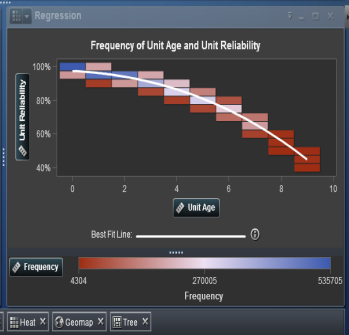 Regression
Frequency of Unit Age and Unit Reliability
100%
80%
60%
40%
Unit Reliability
0 2 4 6 8 10
Unit Age
Best Fit Line:
Frequency
4304 270005 535705
Frequency
Heat Geomap Tree